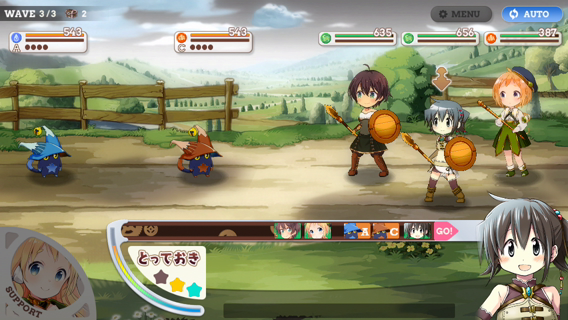 WAVE 3/3 2
MENU
AUTO
543
A
543
C
635
656
387
A
C
GO!
とっておき
SUPPORT